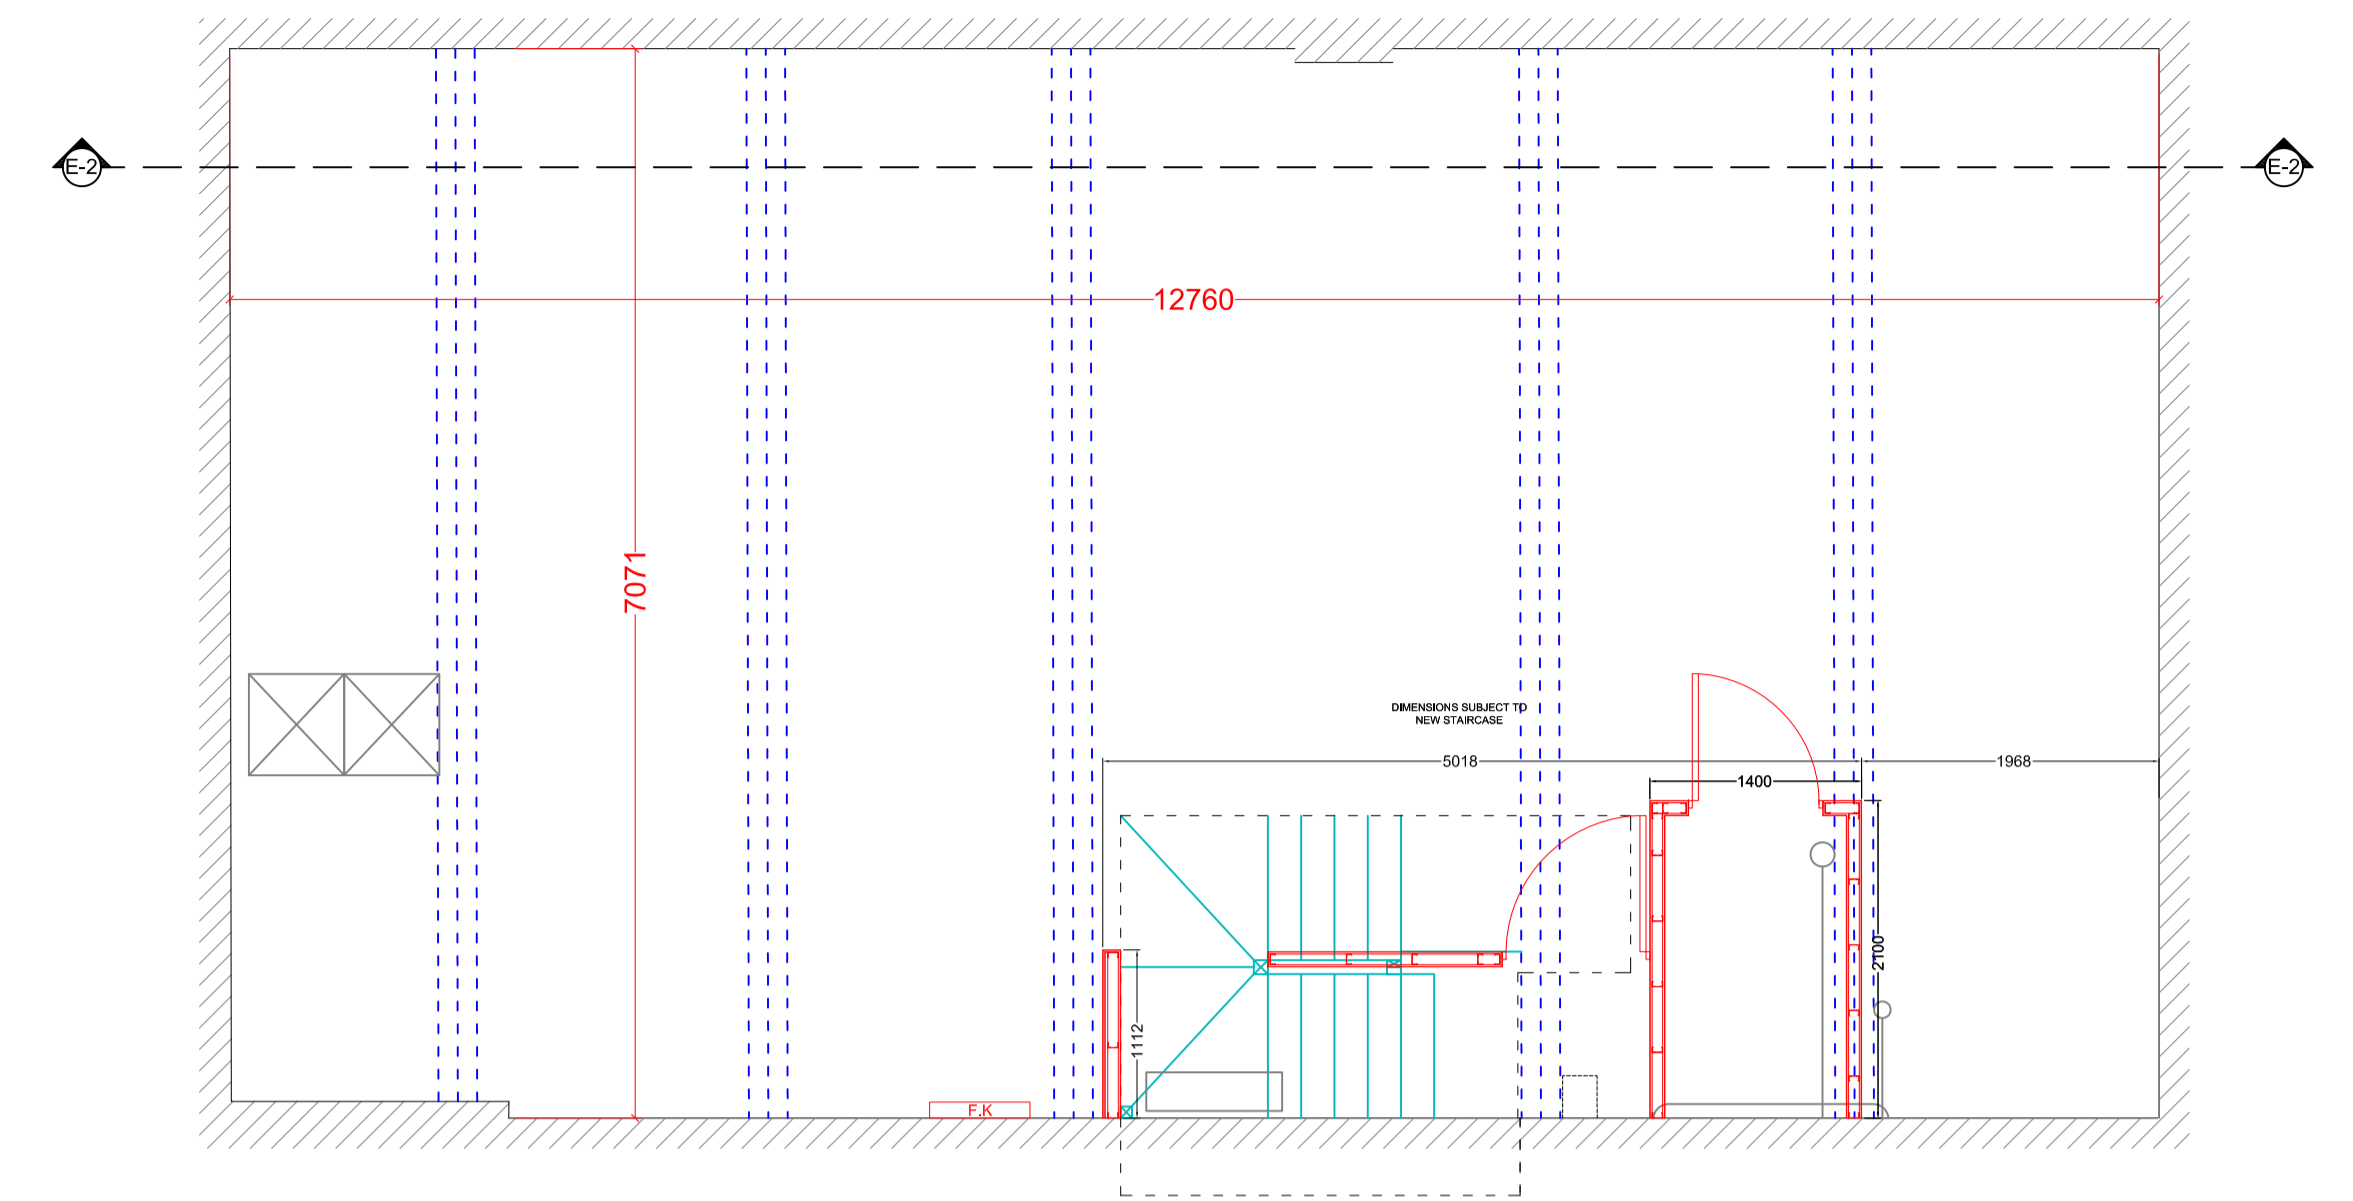 E-2
E-2
12760
7071
DIMENSIONS SUBJECT TO
NEW STAIRCASE
5018
1968
1400
2100
1112
F.K